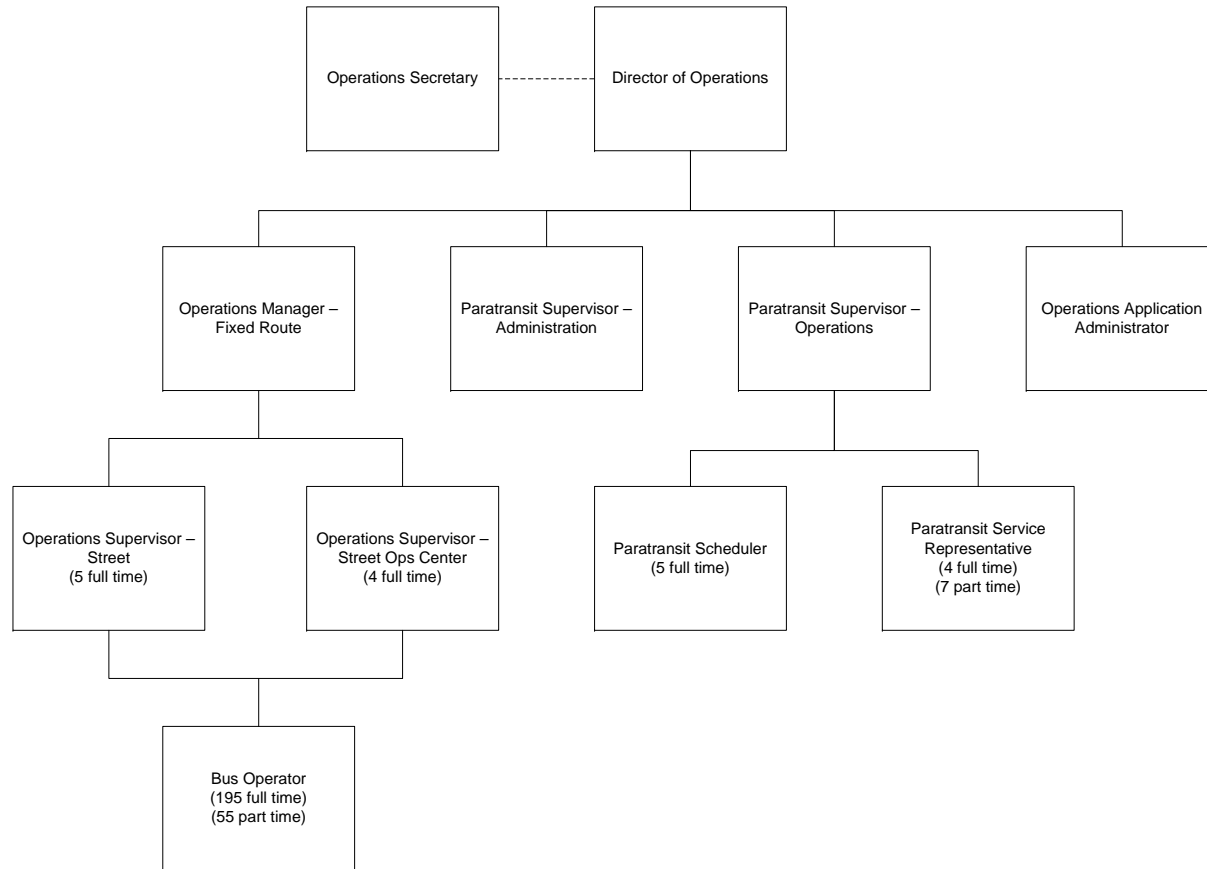 Operations Secretary
Director of Operations
Operations Manager –
Fixed Route
Paratransit Supervisor –
Administration
Paratransit Supervisor –
Operations
Operations Application
Administrator
Operations Supervisor –
Street
(5 full time)
Operations Supervisor –
Street Ops Center
(4 full time)
Paratransit Scheduler
(5 full time)
Paratransit Service
Representative
(4 full time)
(7 part time)
Bus Operator
(195 full time)
(55 part time)